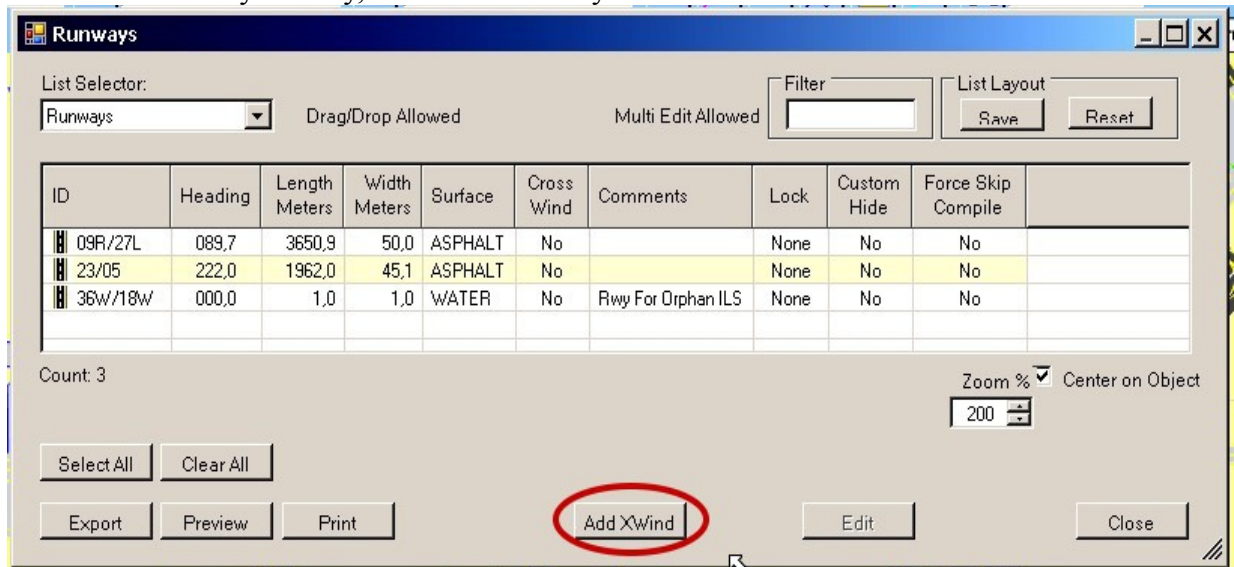 Runways
List Selector: Filter List Layout
Runways Drag/Drop Allowed Multi Edit Allowed Save Reset
ID Heading Length Meters Width Meters Surface Cross Wind Comments Lock Custom Hide Force Skip Compile
09R/27L 089,7 3650,9 50,0 ASPHALT No None No No
23/05 222,0 1962,0 45,1 ASPHALT No None No No
36W/18W 000,0 1,0 1,0 WATER No Rwy For Orphan ILS None No No
Count: 3 Zoom % Center on Object
200
Select All Clear All
Export Preview Print Add XWind Edit Close